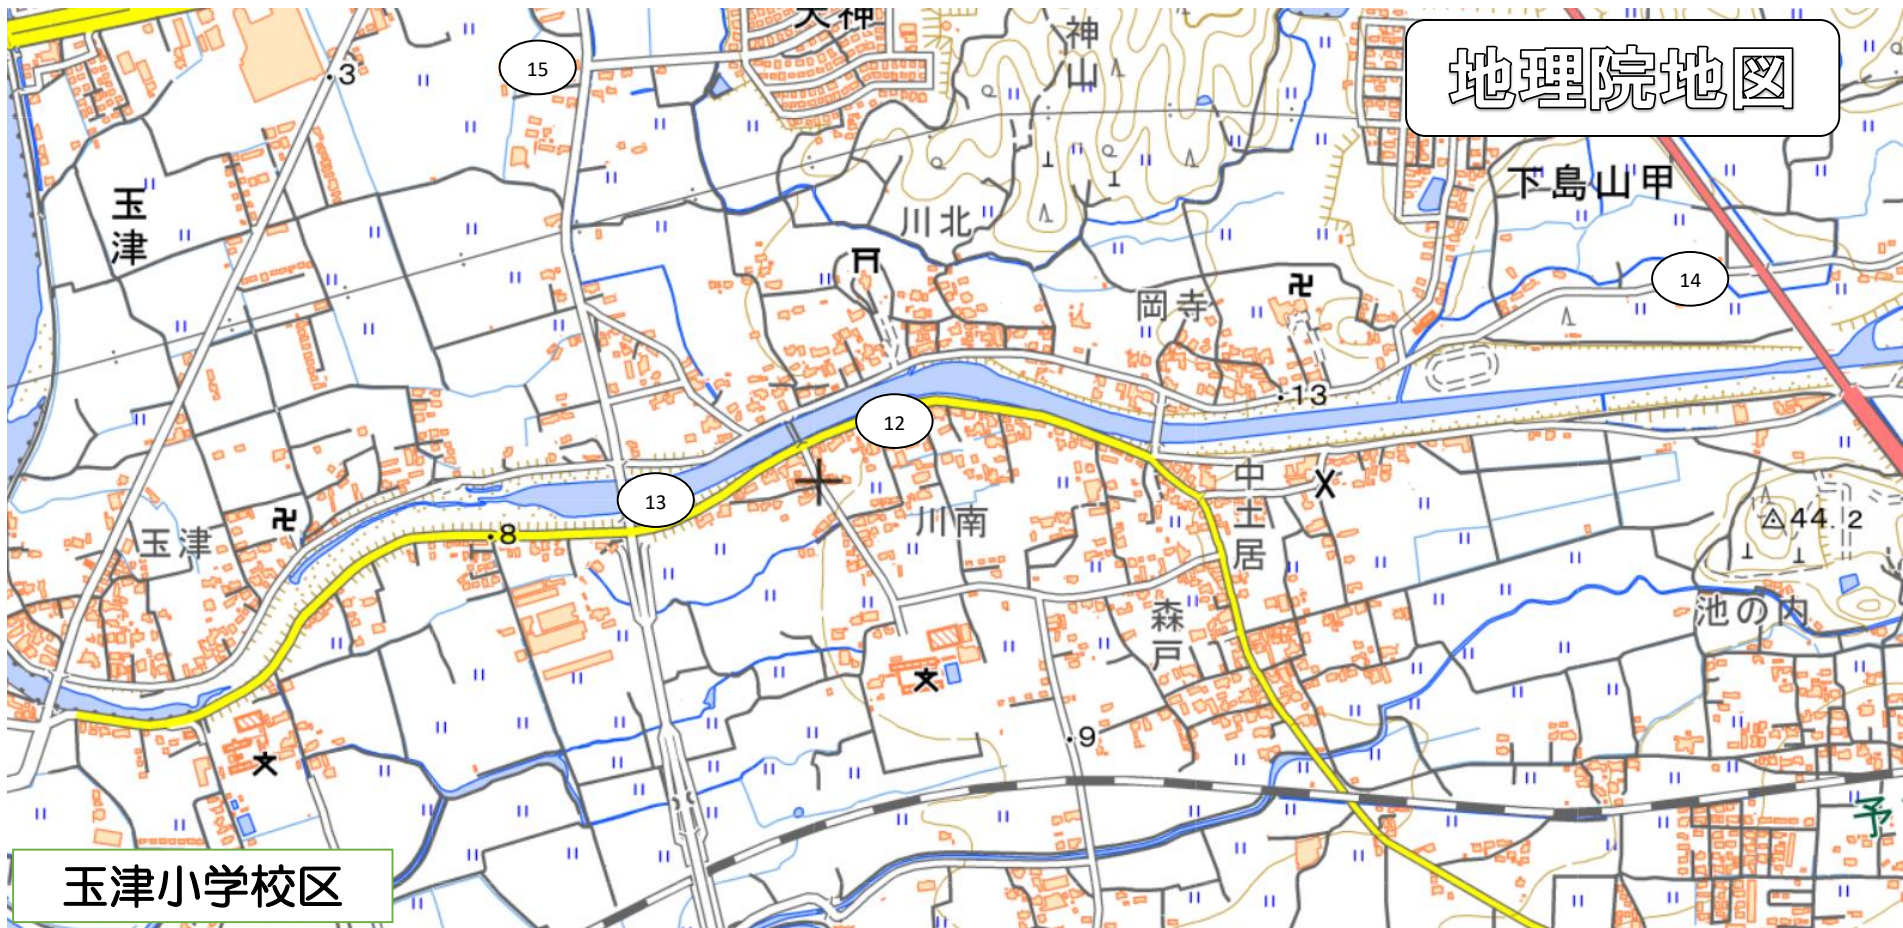 天神
神山
地理院地図
15
3
玉津
下島山甲
川北
14
岡寺
13
12
13
中土居
川南
8
玉津
44.2
池の内
森戸
9
予
玉津小学校区